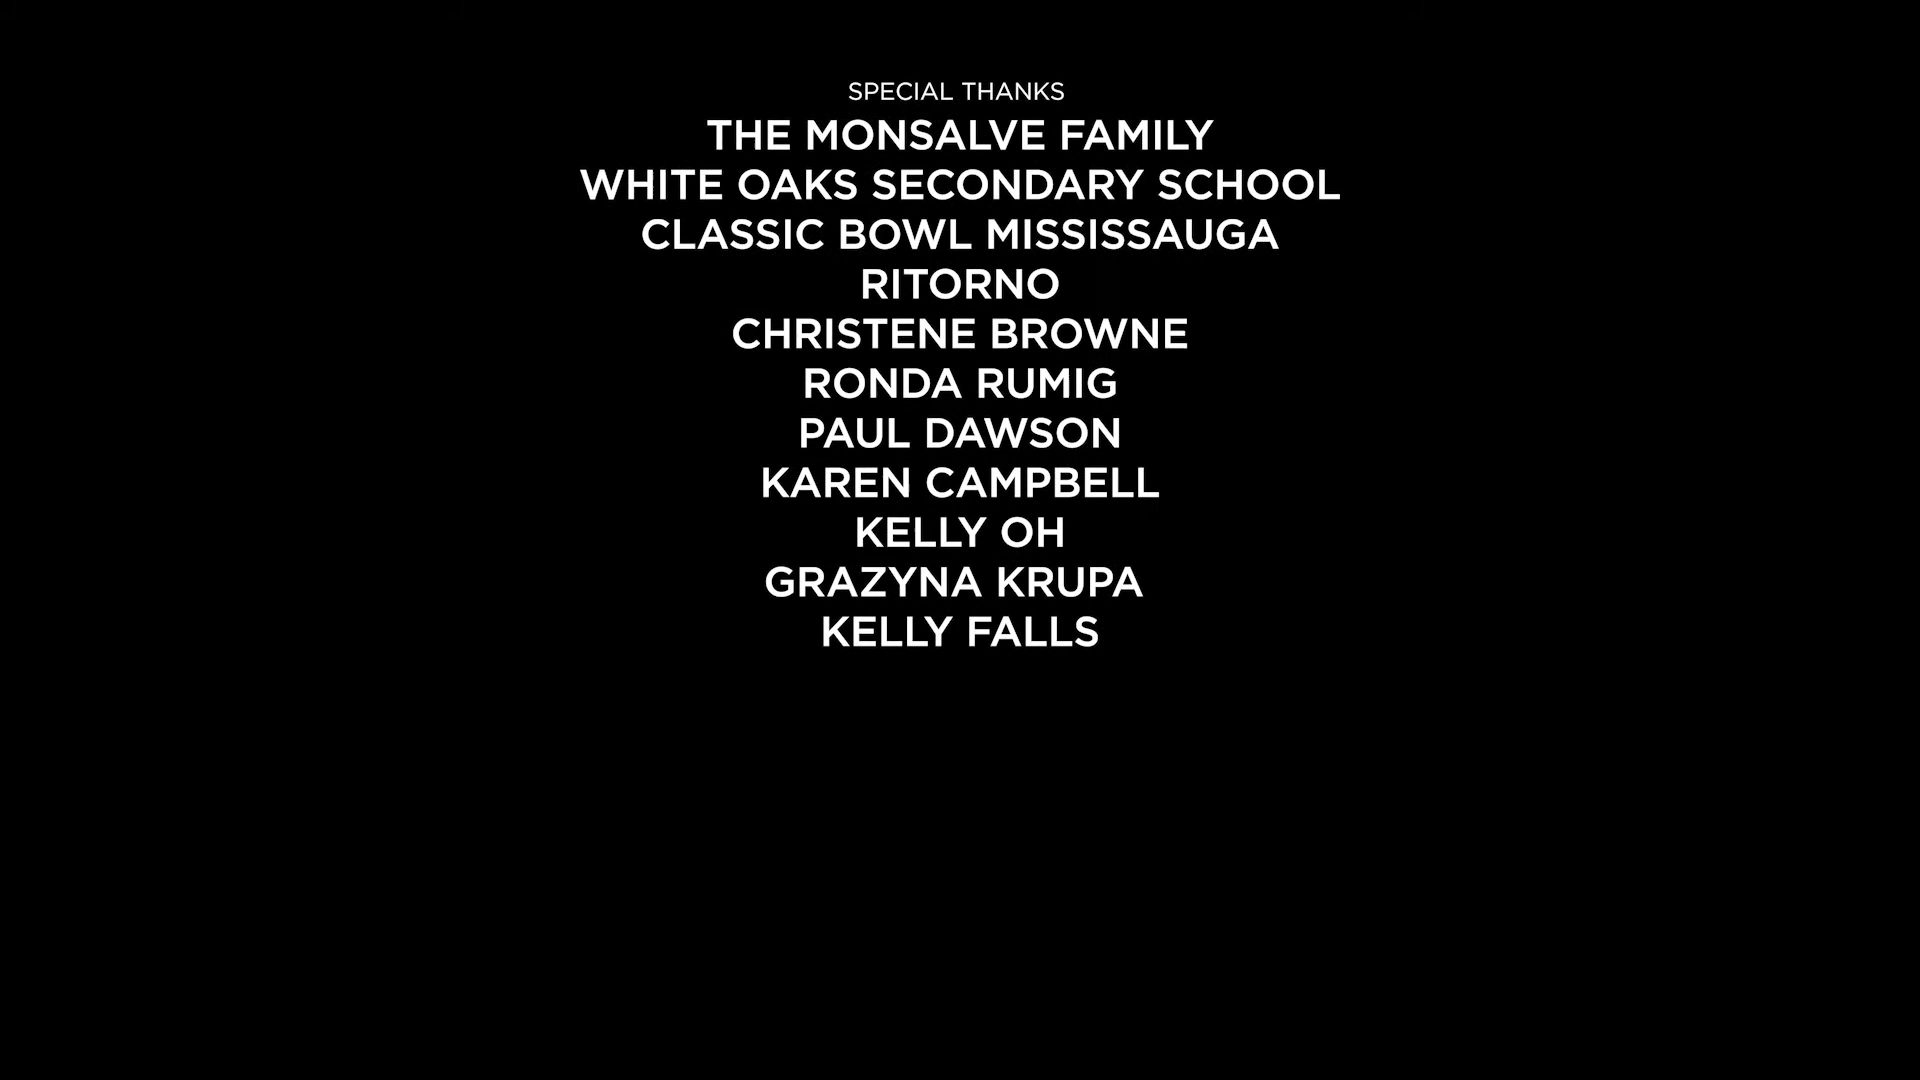 SPECIAL THANKS
THE MONSALVE FAMILY
WHITE OAKS SECONDARY SCHOOL
CLASSIC BOWL MISSISSAUGA
RITORNO
CHRISTENE BROWNE
RONDA RUMIG
PAUL DAWSON
KAREN CAMPBELL
KELLY OH
GRAZYNA KRUPA
KELLY FALLS